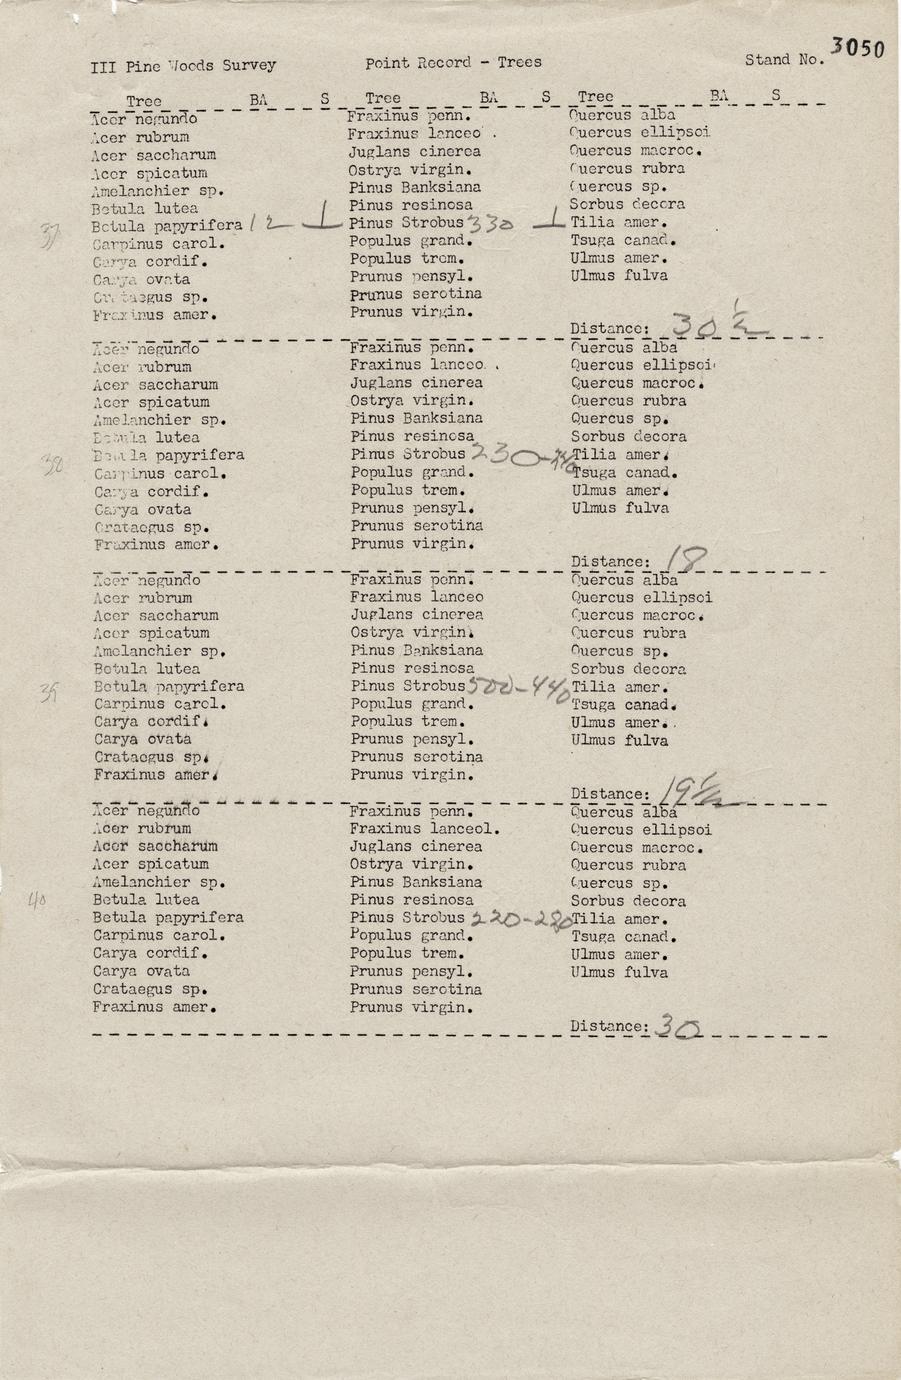 III Pine Woods Survey Point Record - Trees Stand No. 3050
Tree BA S Tree BA S Tree BA S
Acer negundo Fraxinus penn. Quercus alba
Acer rubrum Fraxinus lanceo . Quercus ellipsoi
Acer saccharum Juglans cinerea Quercus macroc.
Acer spicatum Ostrya virgin. Quercus rubra
Amelanchier sp. Pinus Banksiana Quercus sp.
Betula lutea Pinus resinosa Sorbus decora
37 Betula papyrifera 12 1 Pinus Strobus 330 1 Tilia amer.
Carpinus carol. Populus grand. Tsuga canad.
Carya cordif. Populus trem. Ulmus amer.
Carya ovata Prunus pensyl. Ulmus fulva
Crataegus sp. Prunus serotina
Fraxinus amer. Prunus virgin.
Distance: 30 1/2
Acer negundo Fraxinus penn. Quercus alba
Acer rubrum Fraxinus lanceo. . Quercus ellipsoi
Acer saccharum Juglans cinerea Quercus macroc.
Acer spicatum Ostrya virgin. Quercus rubra
Amelanchier sp. Pinus Banksiana Quercus sp.
Betula lutea Pinus resinosa Sorbus decora
38 Betula papyrifera Pinus Strobus 230- Tilia amer.
Carpinus carol. Populus grand. Tsuga canad.
Carya cordif. Populus trem. Ulmus amer.
Carya ovata Prunus pensyl. Ulmus fulva
Crataegus sp. Prunus serotina
Fraxinus amer. Prunus virgin.
Distance: 18
Acer negundo Fraxinus penn. Quercus alba
Acer rubrum Fraxinus lanceo Quercus ellipsoi
Acer saccharum Juglans cinerea Quercus macroc.
Acer spicatum Ostrya virgin. Quercus rubra
Amelanchier sp. Pinus Banksiana Quercus sp.
Betula lutea Pinus resinosa Sorbus decora
39 Betula papyrifera Pinus Strobus 500-440 Tilia amer.
Carpinus carol. Populus grand. Tsuga canad.
Carya cordif. Populus trem. Ulmus amer..
Carya ovata Prunus pensyl. Ulmus fulva
Crataegus sp. Prunus serotina
Fraxinus amer. Prunus virgin.
Distance: 19 1/2
Acer negundo Fraxinus penn. Quercus alba
Acer rubrum Fraxinus lanceol. Quercus ellipsoi
Acer saccharum Juglans cinerea Quercus macroc.
Acer spicatum Ostrya virgin. Quercus rubra
Amelanchier sp. Pinus Banksiana Quercus sp.
40 Betula lutea Pinus resinosa Sorbus decora
Betula papyrifera Pinus Strobus 220-280 Tilia amer.
Carpinus carol. Populus grand. Tsuga canad.
Carya cordif. Populus trem. Ulmus amer.
Carya ovata Prunus pensyl. Ulmus fulva
Crataegus sp. Prunus serotina
Fraxinus amer. Prunus virgin.
Distance: 30